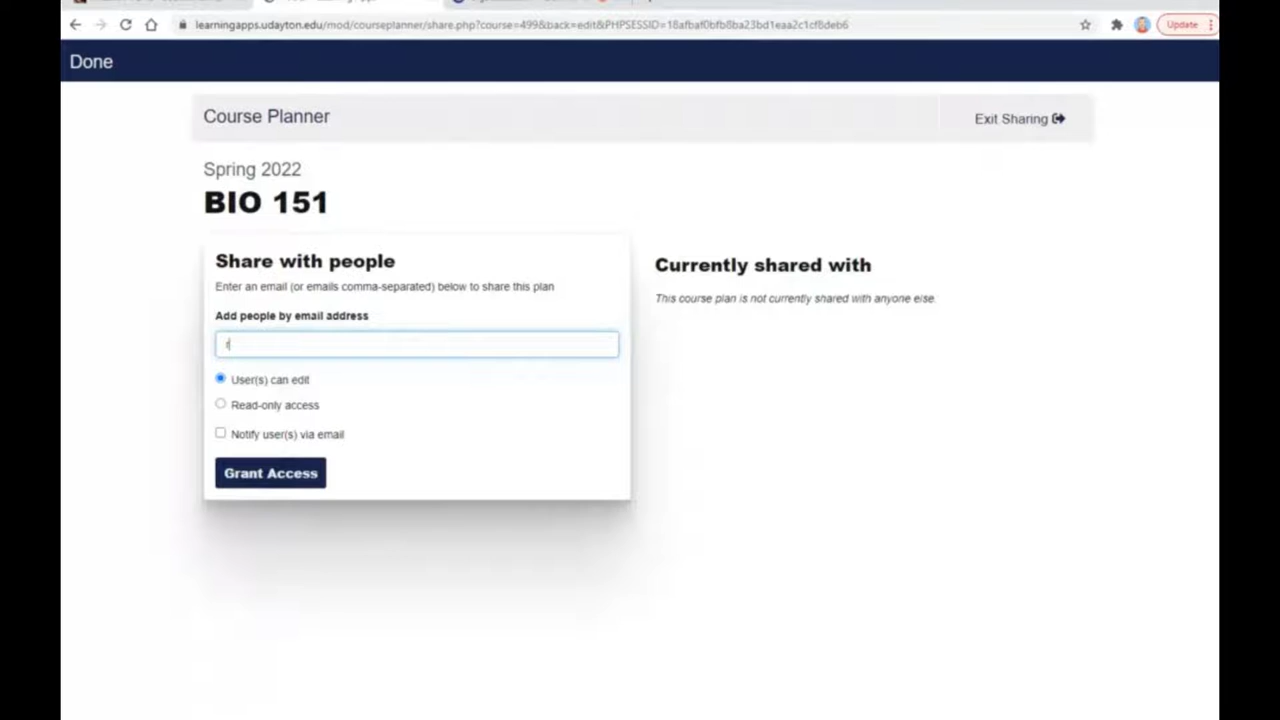 learningapps.udayton.edu/mod/courseplanner/share.php?course=499&back=edit&PHPSESSID=18afbaf0bfb8ba23bd1eaa2c1cf8deb6
Update
Done
Course Planner
Exit Sharing
Spring 2022
BIO 151
Share with people
Enter an email (or emails comma-separated) below to share this plan
Add people by email address
User(s) can edit
Read-only access
Notify user(s) via email
Grant Access
Currently shared with
This course plan is not currently shared with anyone else.